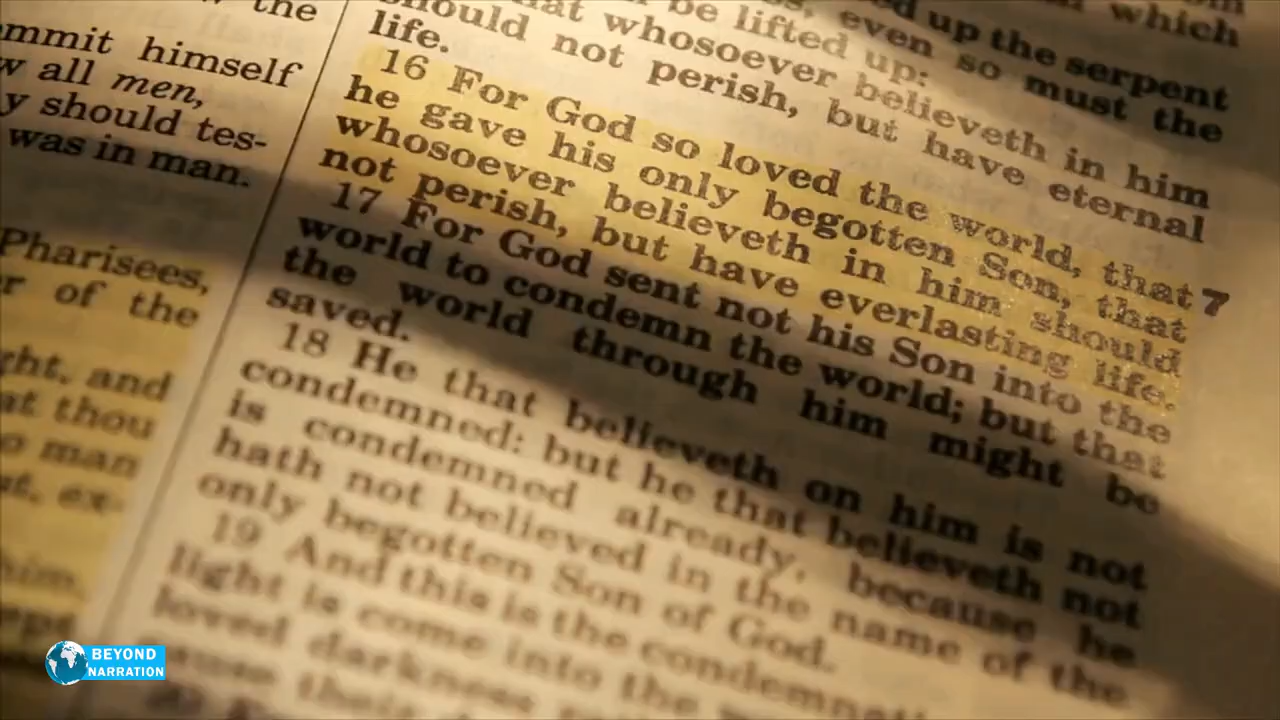 the
mmit himself
w all men,
y should tes-
was in man.
Pharisees,
r of the
ght, and
at thou
o man
st, ex-
him.
ept
which
ed up the serpent
even so must the
be lifted up:
hat whosoever believeth in him
should not perish, but have eternal
life.
16 For God so loved the world, that 7
he gave his only begotten Son, that
whosoever believeth in him should
not perish, but have everlasting life.
17 For God sent not his Son into the
world to condemn the world; but that
the world through him might be
saved.
18 He that believeth on him is not
condemned: but he that believeth not
is condemned already, because he
hath not believed in the name of the
only begotten Son of God.
19 And this is the condemnati
light is come into the
loved darkness
BEYOND
NARRATION